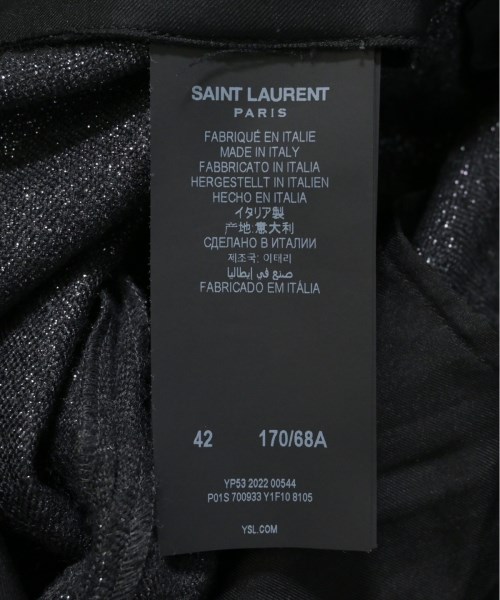 SAINT LAURENT
PARIS
FABRIQUÉ EN ITALIE
MADE IN ITALY
FABBRICATO IN ITALIA
HERGESTELLT IN ITALIEN
HECHO EN ITALIA
イタリア製
产地:意大利
СДЕЛАНО В ИТАЛИИ
제조국: 이태리
صنع في إيطاليا
FABRICADO EM ITÁLIA
42 170/68A
YP53 2022 00544
P01S 700933 Y1F10 8105
YSL.COM